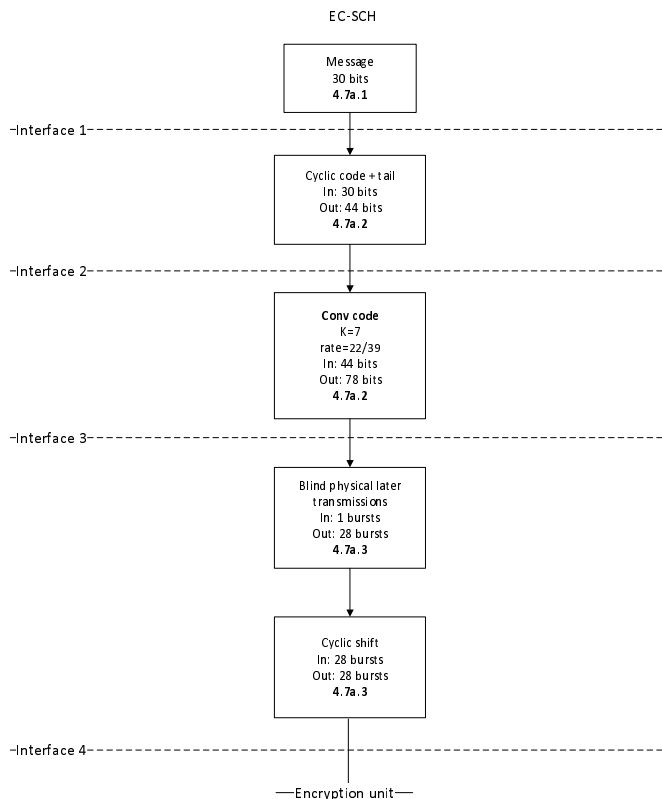 EC-SCH
Message
30 bits
4.7a.1
Interface 1
Cyclic code + tail
In: 30 bits
Out: 44 bits
4.7a.2
Interface 2
Conv code
K=7
rate=22/39
In: 44 bits
Out: 78 bits
4.7a.2
Interface 3
Blind physical later
transmissions
In: 1 bursts
Out: 28 bursts
4.7a.3
Cyclic shift
In: 28 bursts
Out: 28 bursts
4.7a.3
Interface 4
Encryption unit